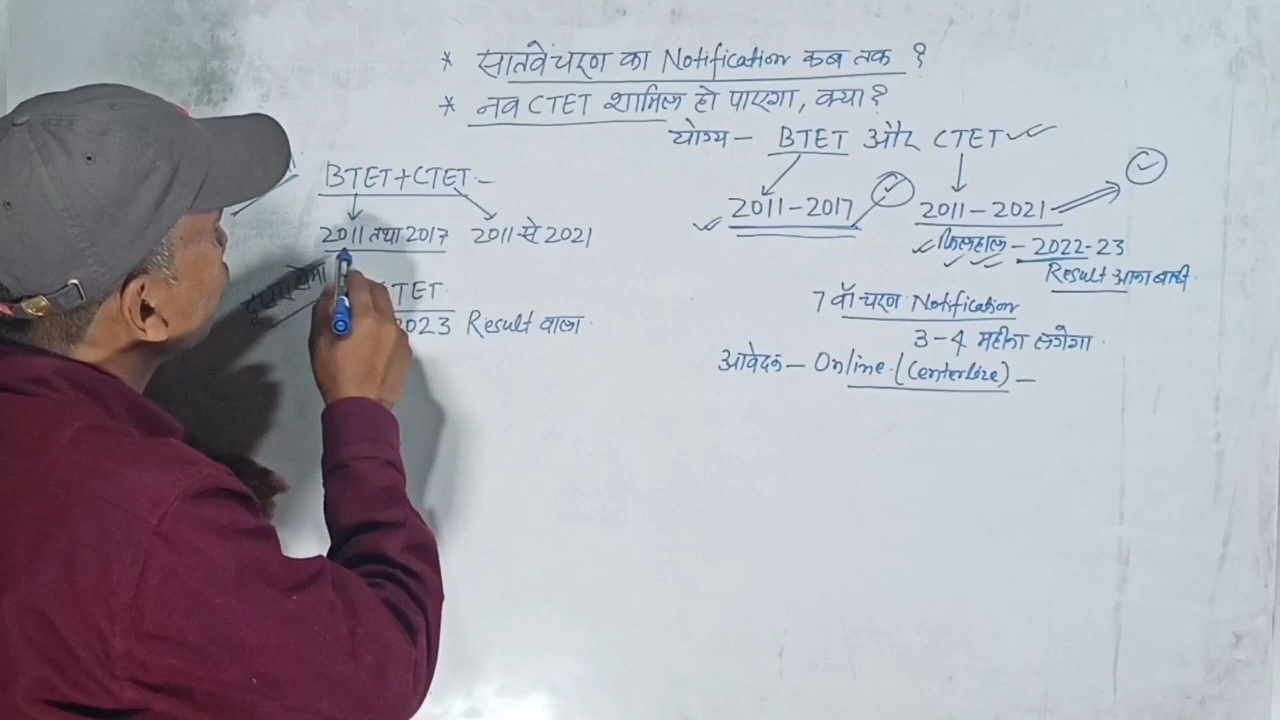 * सातवें चरण का Notification कब तक ?
* नव CTET शामिल हो पाएगा, क्या ?
योग्य — BTET और CTET
2011 – 2017
2011 – 2021
फिलहाल – 2022-23
Result आना बाकी
7 वाँ चरण Notification
3-4 महीना लगेगा
आवेदन — Online (Centerlize) —
BTET+CTET –
2011 तथा 2017
2011 से 2021
TET
2023 Result वाला